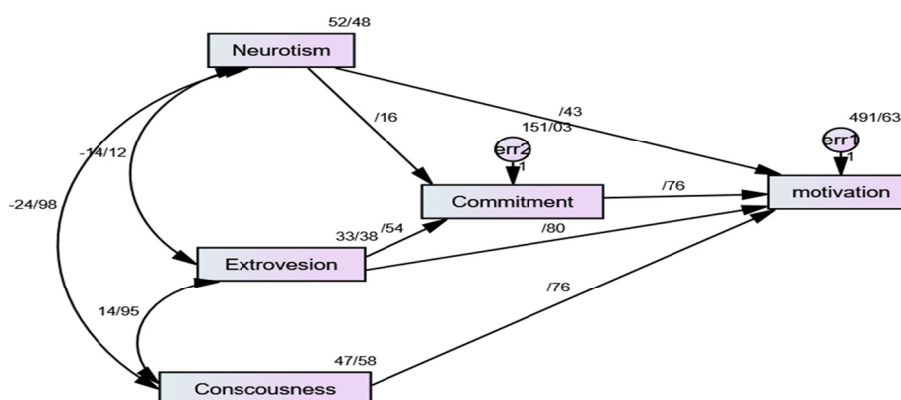 52/48
Neurotism
/43
/16
151/03
491/63
err2
err1
1
1
-14/12
-24/98
Commitment
/76
motivation
33/38
/54
/80
Extrovesion
14/95
/76
47/58
Conscousness